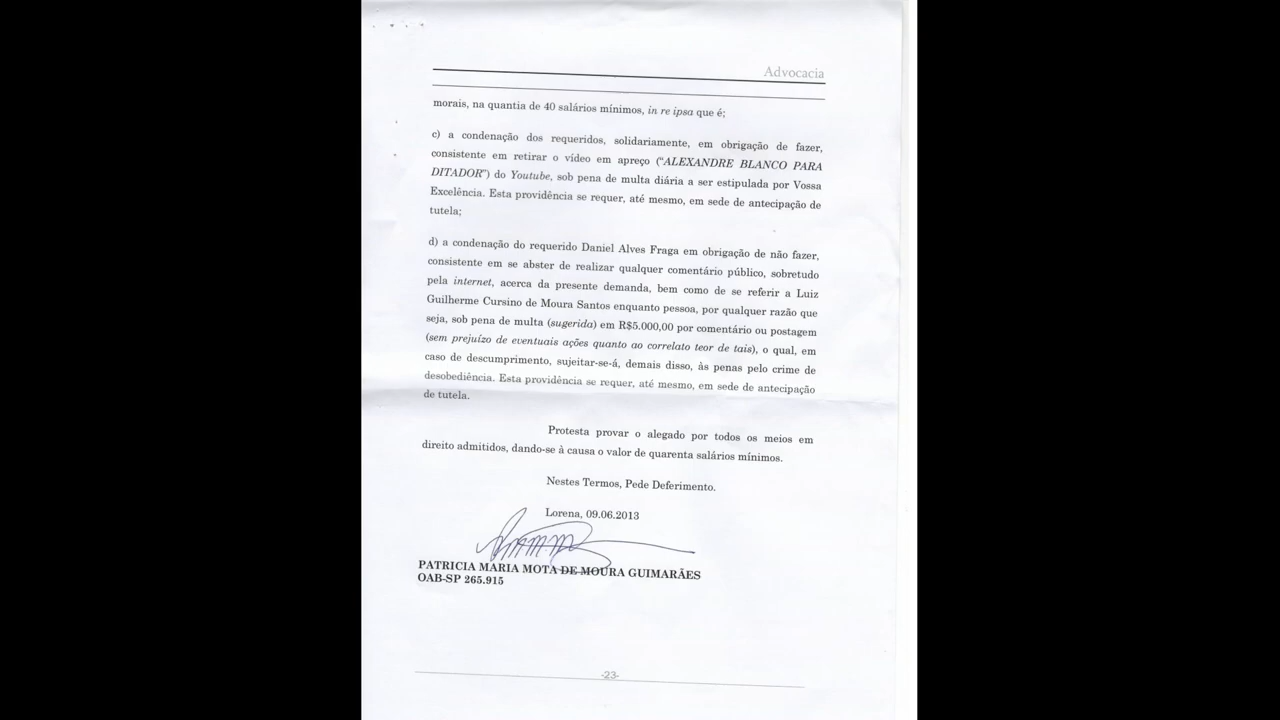 Advocacia
morais, na quantia de 40 salários mínimos, in re ipsa que é;
c) a condenação dos requeridos, solidariamente, em obrigação de fazer,
consistente em retirar o vídeo em apreço ("ALEXANDRE BLANCO PARA
DITADOR") do Youtube, sob pena de multa diária a ser estipulada por Vossa
Excelência. Esta providência se requer, até mesmo, em sede de antecipação de
tutela;
d) a condenação do requerido Daniel Alves Fraga em obrigação de não fazer,
consistente em se abster de realizar qualquer comentário público, sobretudo
pela internet, acerca da presente demanda, bem como de se referir a Luiz
Guilherme Cursino de Moura Santos enquanto pessoa, por qualquer razão que
seja, sob pena de multa (sugerida) em R$5.000,00 por comentário ou postagem
(sem prejuízo de eventuais ações quanto ao correlato teor de tais), o qual, em
caso de descumprimento, sujeitar-se-á, demais disso, às penas pelo crime de
desobediência. Esta providência se requer, até mesmo, em sede de antecipação
de tutela.
Protesta provar o alegado por todos os meios em
direito admitidos, dando-se à causa o valor de quarenta salários mínimos.
Nestes Termos, Pede Deferimento.
Lorena, 09.06.2013
PATRICIA MARIA MOTA DE MOURA GUIMARÃES
OAB-SP 265.915
-23-